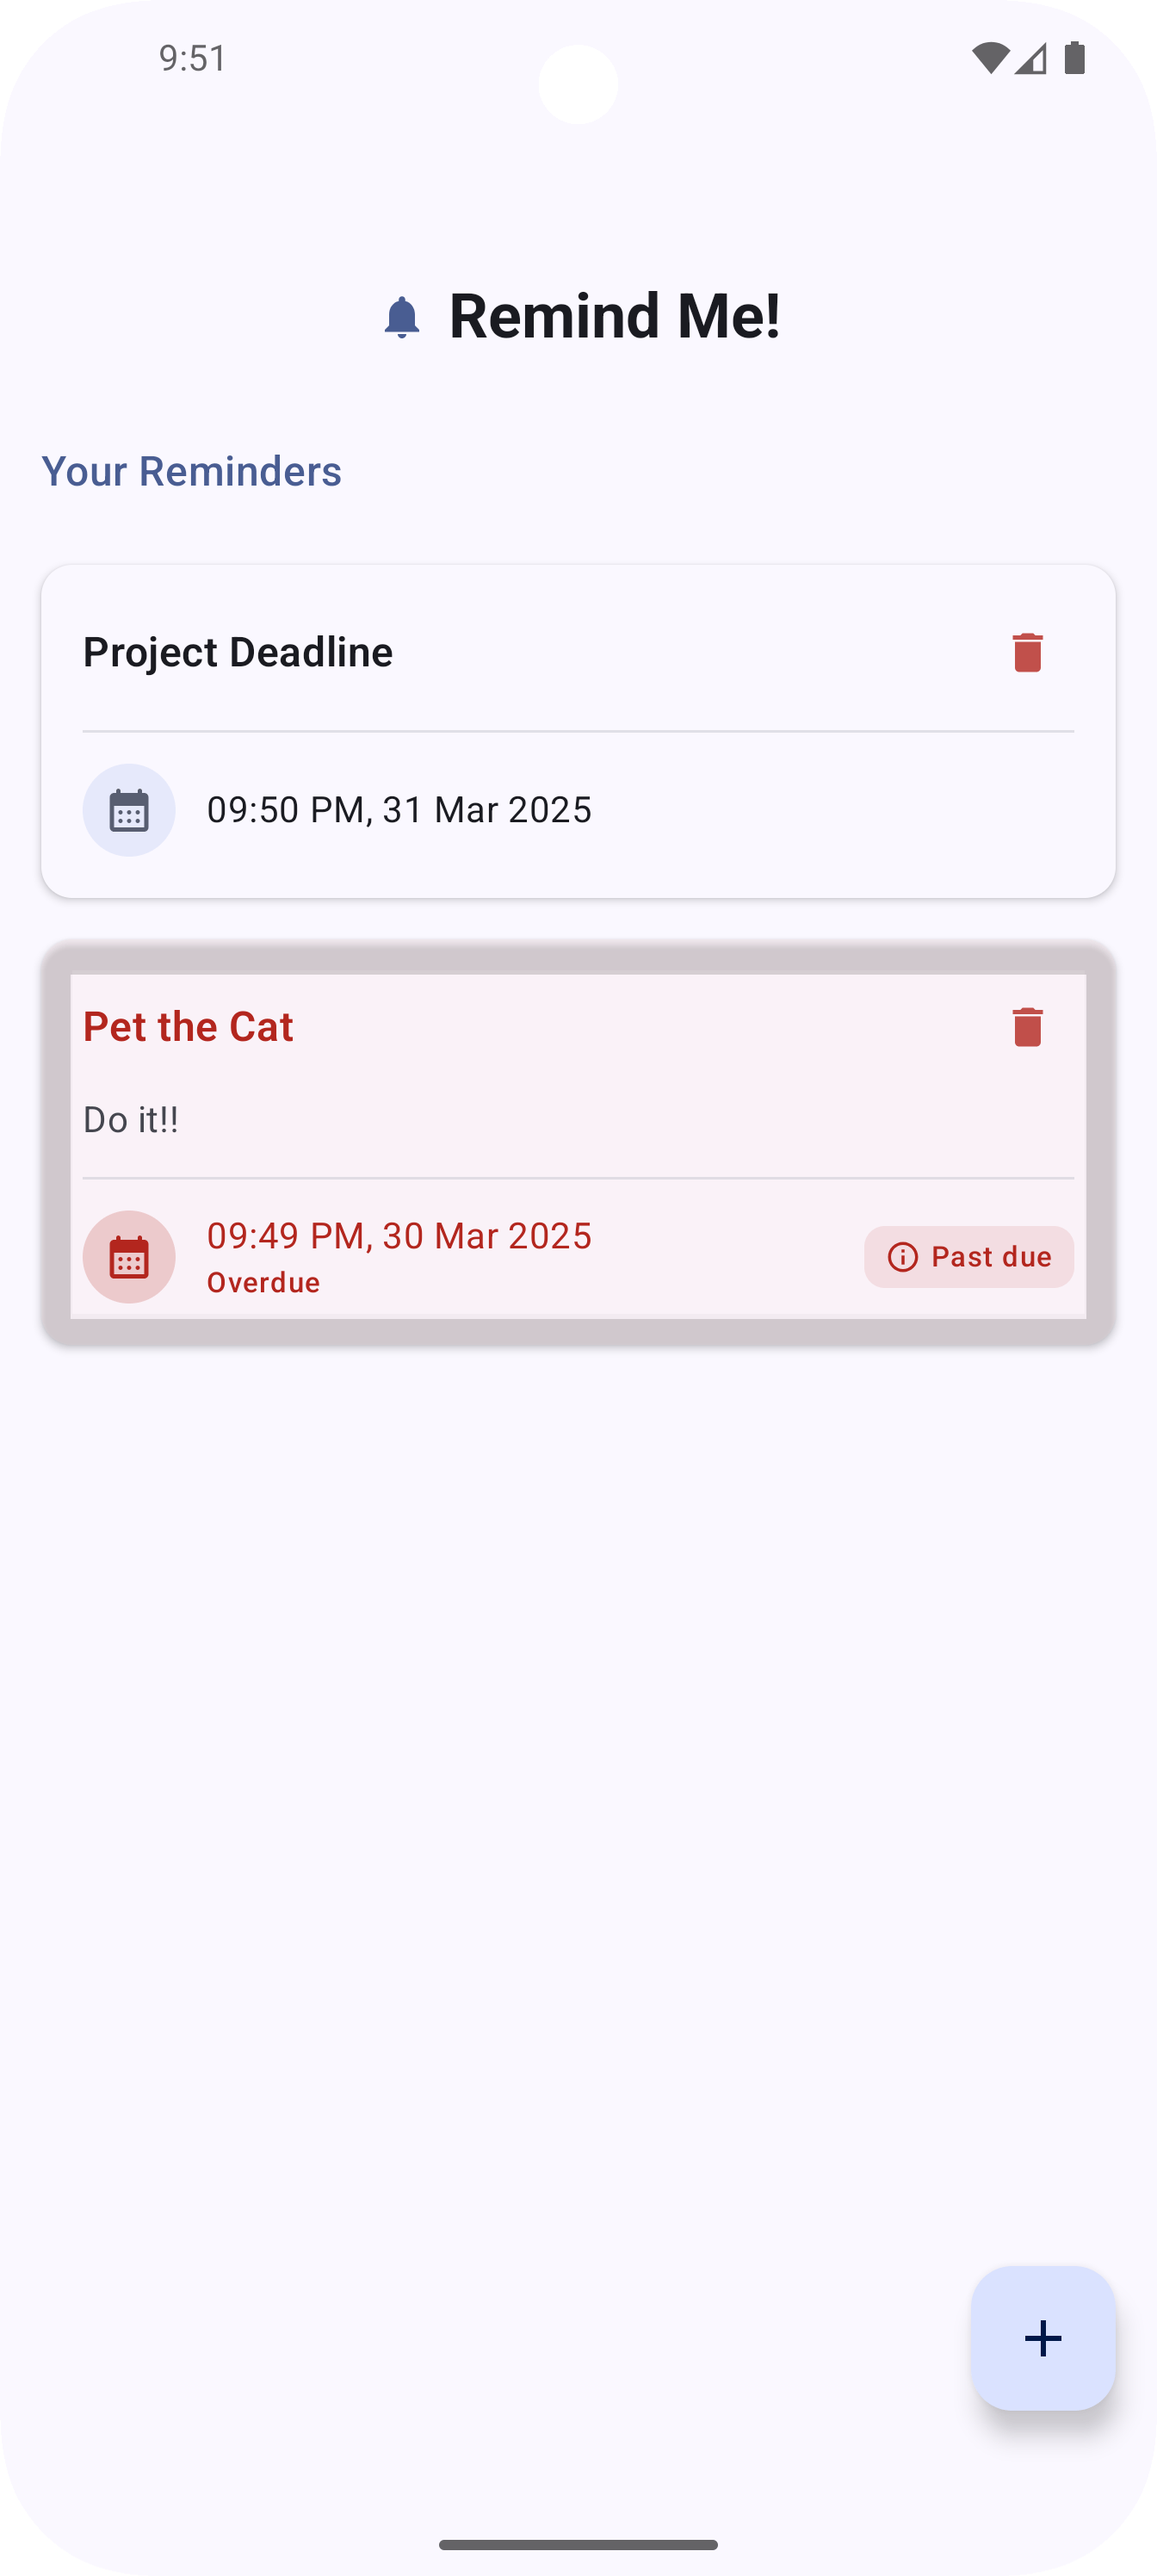 9:51
Remind Me!
Your Reminders
Project Deadline
09:50 PM, 31 Mar 2025
Pet the Cat
Do it!!
09:49 PM, 30 Mar 2025
Overdue
Past due